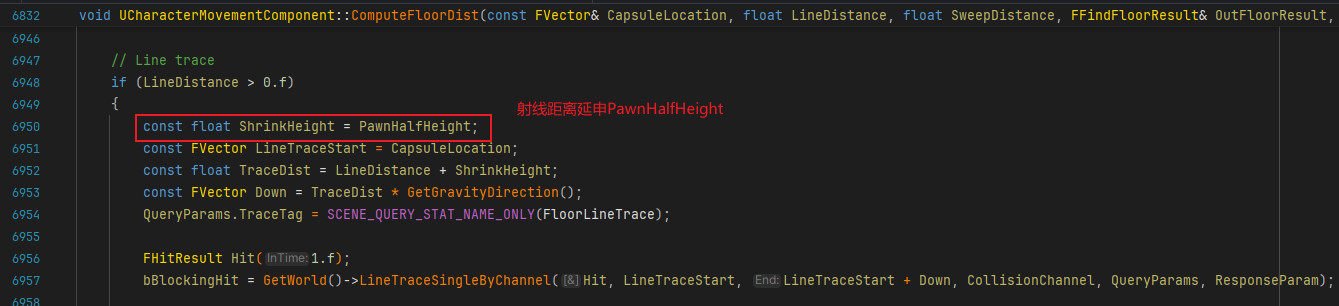 6832 void UCharacterMovementComponent::ComputeFloorDist(const FVector& CapsuleLocation, float LineDistance, float SweepDistance, FFindFloorResult& OutFloorResult,
6946
6947 // Line trace
6948 if (LineDistance > 0.f)
6949 {
射线距离延申PawnHalfHeight
6950 const float ShrinkHeight = PawnHalfHeight;
6951 const FVector LineTraceStart = CapsuleLocation;
6952 const float TraceDist = LineDistance + ShrinkHeight;
6953 const FVector Down = TraceDist * GetGravityDirection();
6954 QueryParams.TraceTag = SCENE_QUERY_STAT_NAME_ONLY(FloorLineTrace);
6955
6956 FHitResult Hit(InTime:1.f);
6957 bBlockingHit = GetWorld()->LineTraceSingleByChannel([&]Hit, LineTraceStart, End:LineTraceStart + Down, CollisionChannel, QueryParams, ResponseParam);
6958